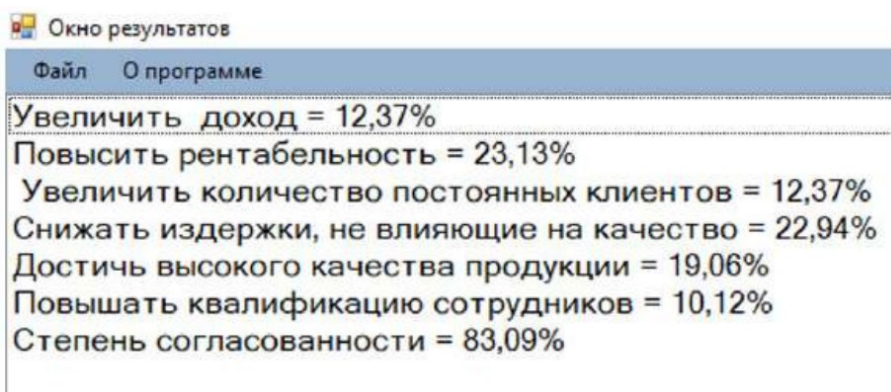 Окно результатов
Файл О программе
Увеличить доход = 12,37%
Повысить рентабельность = 23,13%
Увеличить количество постоянных клиентов = 12,37%
Снижать издержки, не влияющие на качество = 22,94%
Достичь высокого качества продукции = 19,06%
Повышать квалификацию сотрудников = 10,12%
Степень согласованности = 83,09%